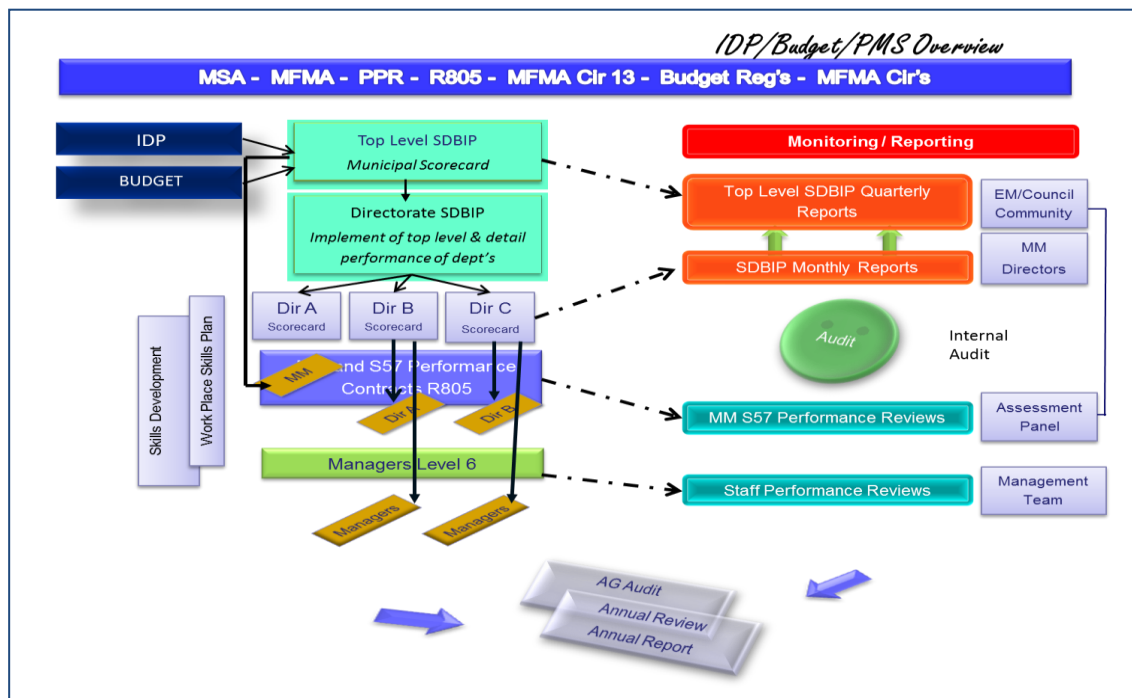 IDP/Budget/PMS Overview
MSA - MFMA - PPR - R805 - MFMA Cir 13 - Budget Reg's - MFMA Cir's
IDP
BUDGET
Top Level SDBIP
Municipal Scorecard
Directorate SDBIP
Implement of top level & detail
performance of dept's
Dir A
Scorecard
Dir B
Scorecard
Dir C
Scorecard
Skills Development
Work Place Skills Plan
and S57 Performance
Contracts R805
MM
Dir A
Dir B
Managers Level 6
Managers
Managers
Monitoring / Reporting
Top Level SDBIP Quarterly
Reports
EM/Council
Community
SDBIP Monthly Reports
MM
Directors
Audit
Internal
Audit
MM S57 Performance Reviews
Assessment
Panel
Staff Performance Reviews
Management
Team
AG Audit
Annual Review
Annual Report